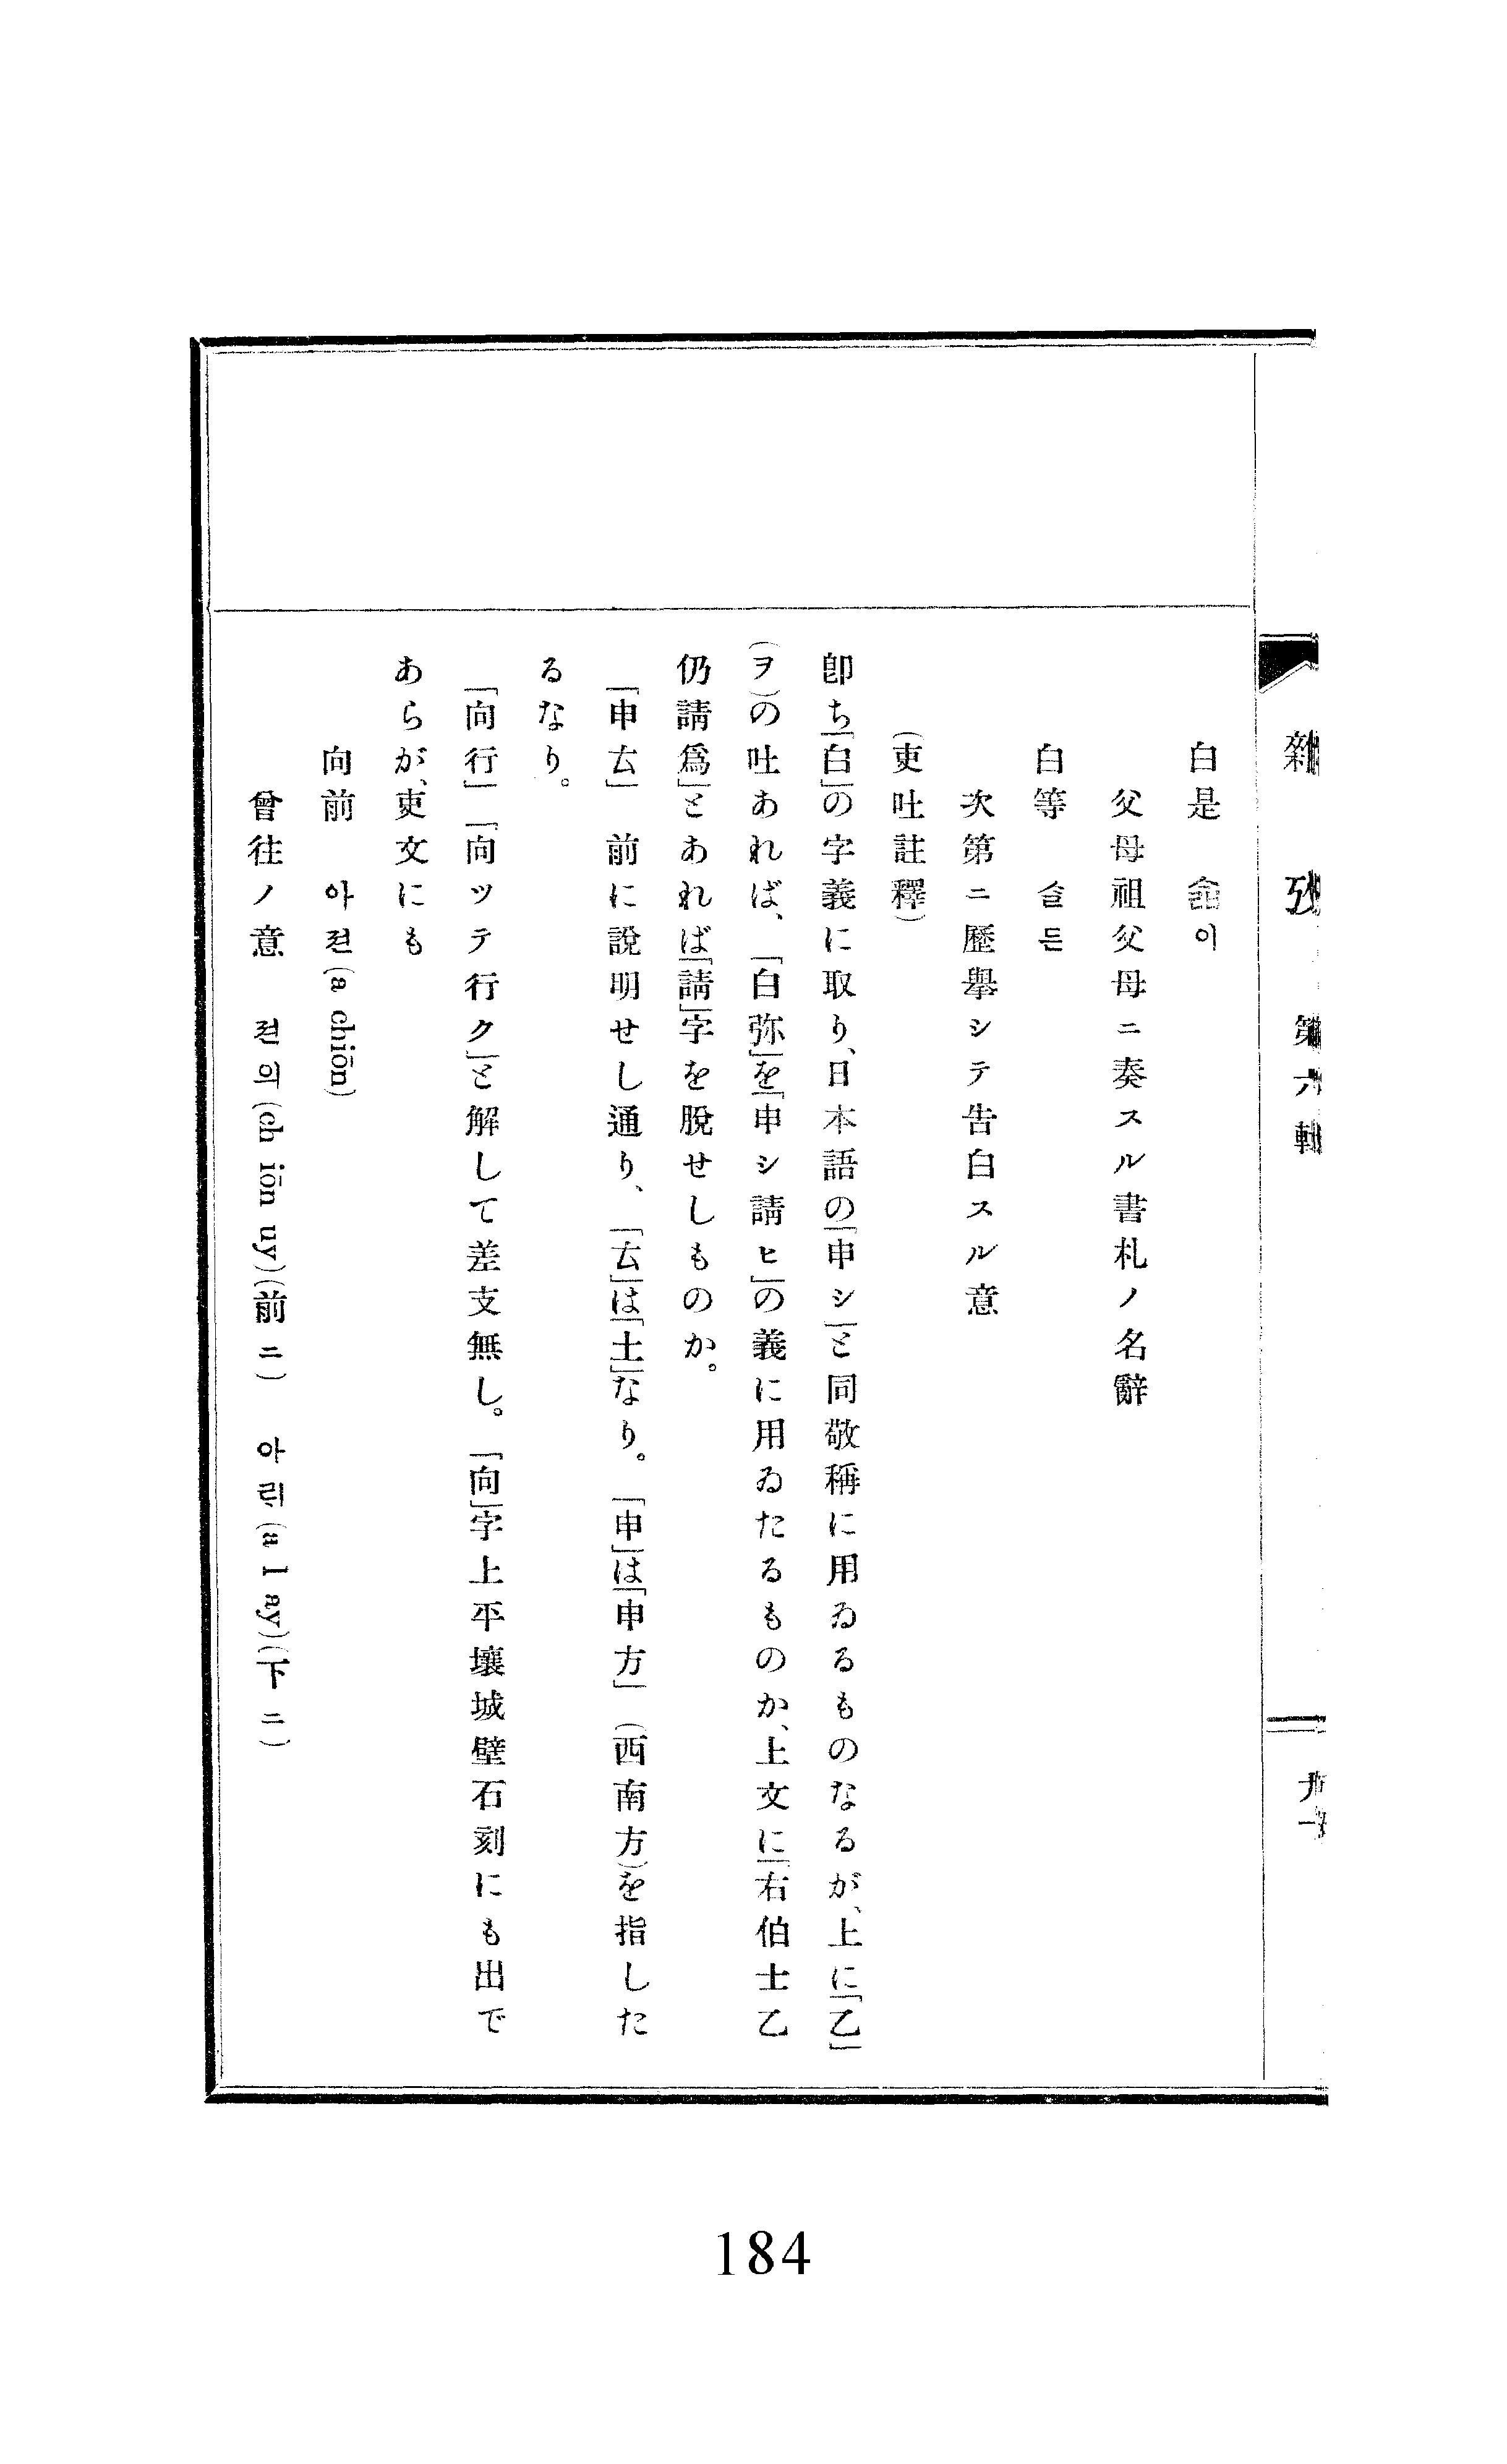 雜 攷 第六輯 九一
白是 이
父母祖父母ニ奏スル書札ノ名辭
白等 슬든
次第ニ歷擧シテ告白スル意
(吏吐註釋)
卽ち「白」の字義に取り、日本語の「申シ」と同敬稱に用ゐるものなるが、上に「乙」
(ヲ)の吐あれば、「白弥」を「申シ請ヒ」の義に用ゐたるものか、上文に「右伯士乙
仍請爲」とあれば「請」字を脫せしものか。
「申去」 前に說明せし通り、「去」は「土」なり。「申」は「申方」(西南方)を指した
るなり。
「向行」「向ッテ行ク」と解して差支無し。「向」字上平壤城壁石刻にも出で
あらが、吏文にも
向前 아젼(a chiŏn)
曾往ノ意 젼의(ch iŏn uy)(前ニ) 아ᄅᆡ(a l ay)(下ニ)
184